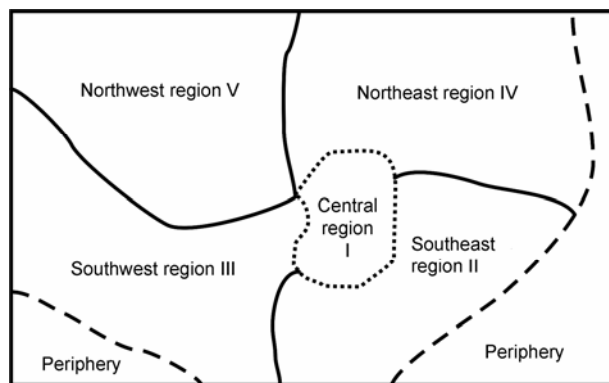 Northwest region V
Northeast region IV
Central
region
I
Southwest region III
Southeast
region II
Periphery
Periphery